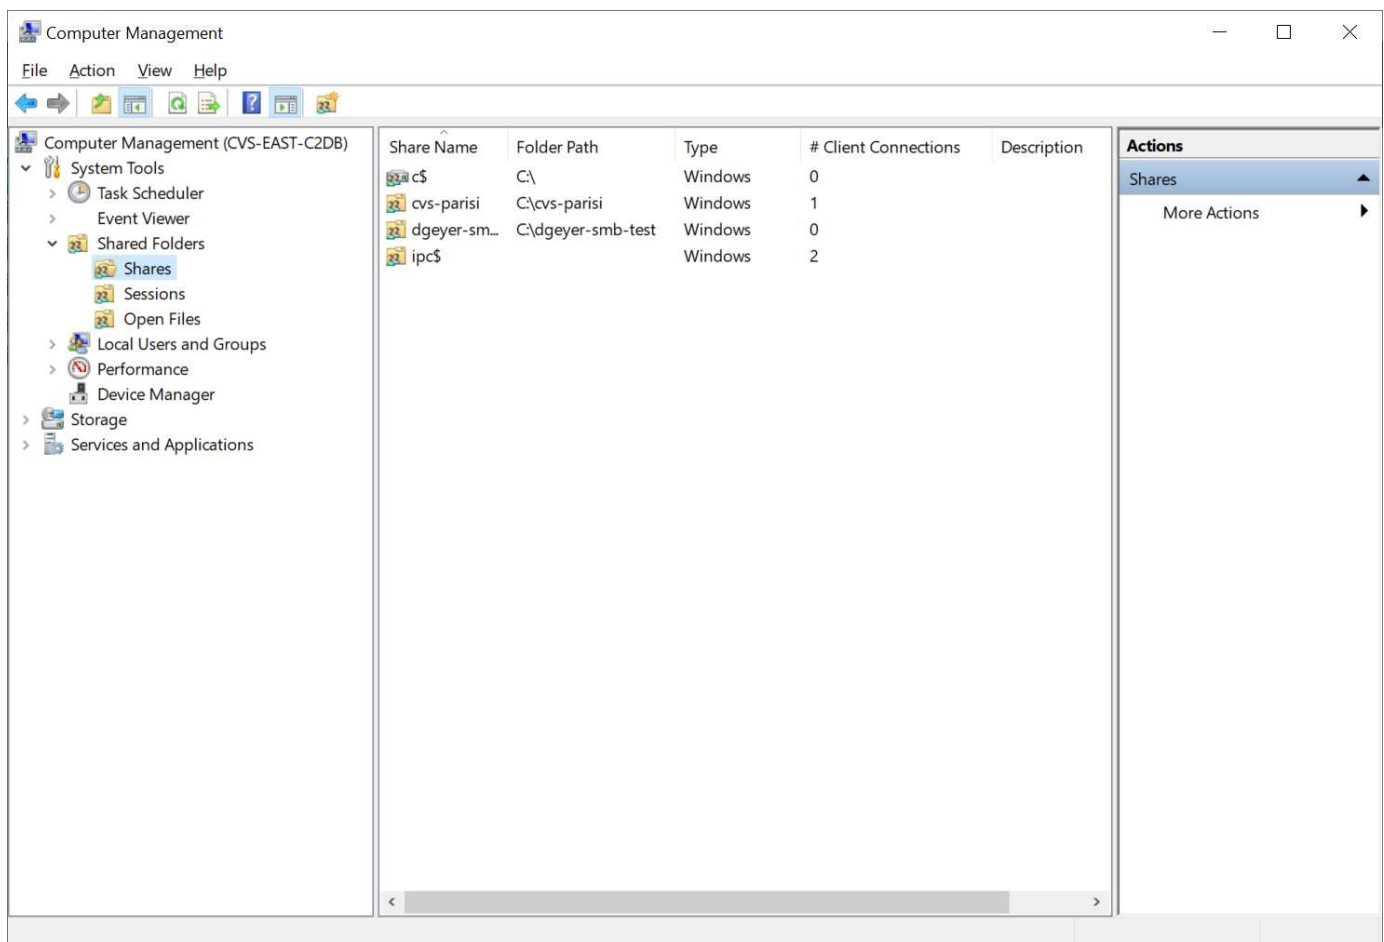 Computer Management
File Action View Help
Computer Management (CVS-EAST-C2DB)
System Tools
Task Scheduler
Event Viewer
Shared Folders
Shares
Sessions
Open Files
Local Users and Groups
Performance
Device Manager
Storage
Services and Applications
Share Name Folder Path Type # Client Connections Description
c$ C:\ Windows 0
cvs-parisi C:\cvs-parisi Windows 1
dgeyer-sm... C:\dgeyer-smb-test Windows 0
ipc$ Windows 2
Actions
Shares
More Actions